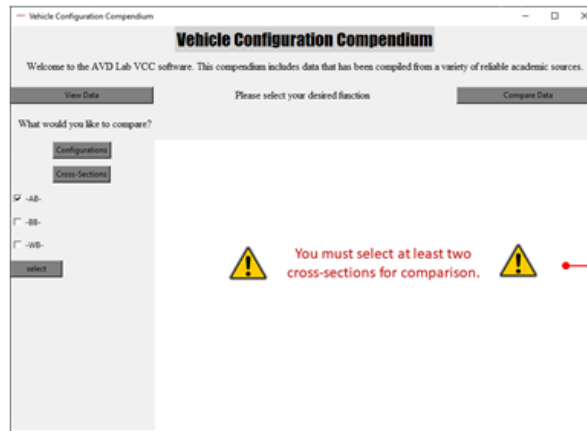 Vehicle Configuration Compendium
Vehicle Configuration Compendium
Welcome to the AVD Lab VCC software. This compendium includes data that has been compiled from a variety of reliable academic sources.
View Data
Please select your desired function
Compare Data
What would you like to compare?
Configurations
Cross-Sections
-AB-
-BB-
-WB-
select
You must select at least two
cross-sections for comparison.